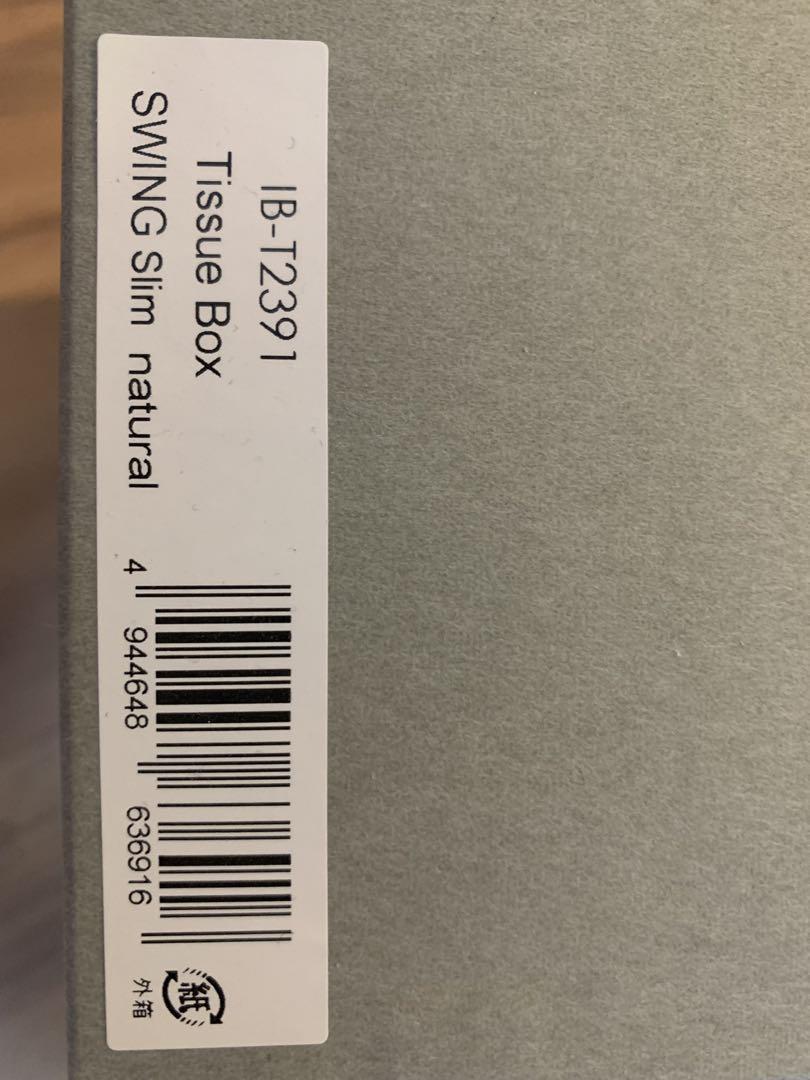 IB-T2391
Tissue Box
SWING Slim natural
4 944648 636916
紙
外箱